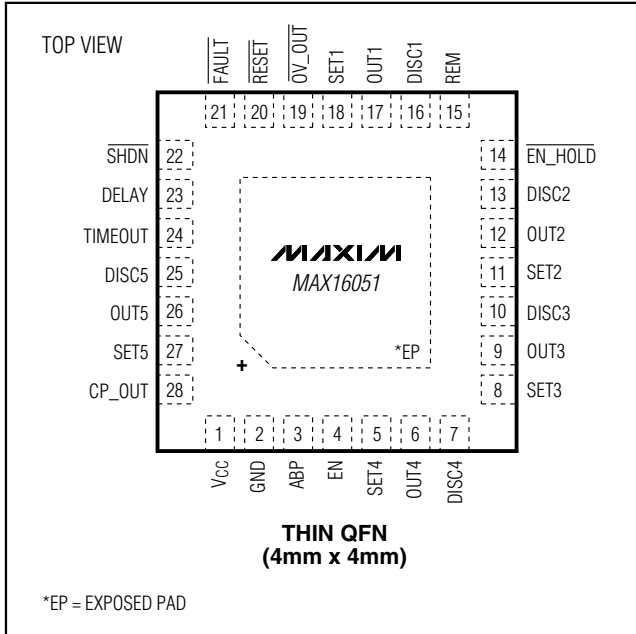 TOP VIEW
FAULT
RESET
OV_OUT
SET1
OUT1
DISC1
REM
21 20 19 18 17 16 15
SHDN 22
DELAY 23
TIMEOUT 24
DISC5 25
OUT5 26
SET5 27
CP_OUT 28
14 EN_HOLD
13 DISC2
12 OUT2
11 SET2
10 DISC3
9 OUT3
8 SET3
MAXIM
MAX16051
*EP
+
1 2 3 4 5 6 7
VCC
GND
ABP
EN
SET4
OUT4
DISC4
THIN QFN
(4mm x 4mm)
*EP = EXPOSED PAD